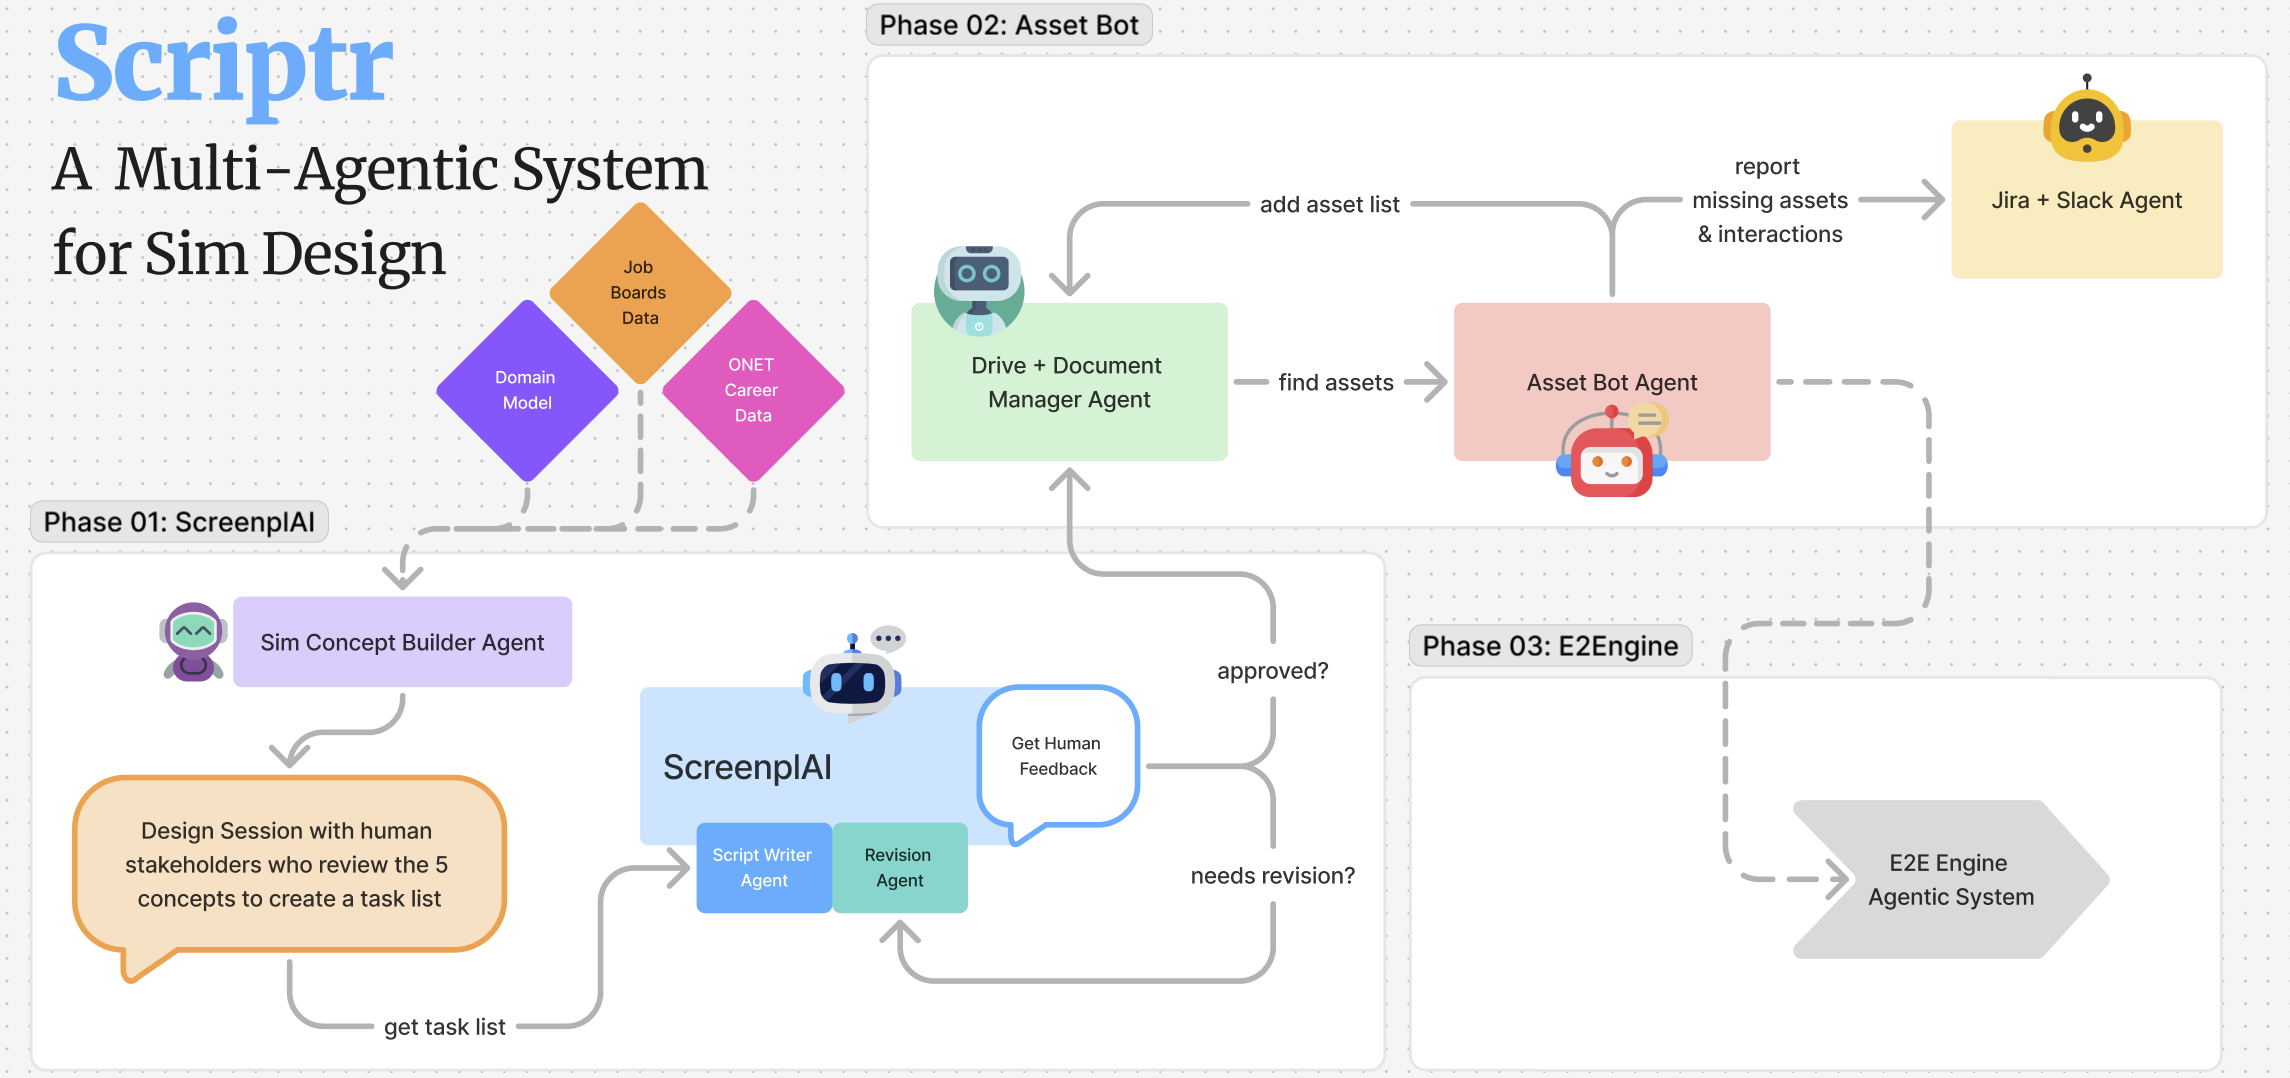 Scriptr
A Multi-Agentic System
for Sim Design
Job
Boards
Data
Domain
Model
ONET
Career
Data
Phase 01: ScreenplAI
Sim Concept Builder Agent
Design Session with human
stakeholders who review the 5
concepts to create a task list
get task list
ScreenplAI
Get Human
Feedback
Script Writer
Agent
Revision
Agent
approved?
needs revision?
Phase 02: Asset Bot
add asset list
report
missing assets
& interactions
Jira + Slack Agent
Drive + Document
Manager Agent
find assets
Asset Bot Agent
Phase 03: E2Engine
E2E Engine
Agentic System